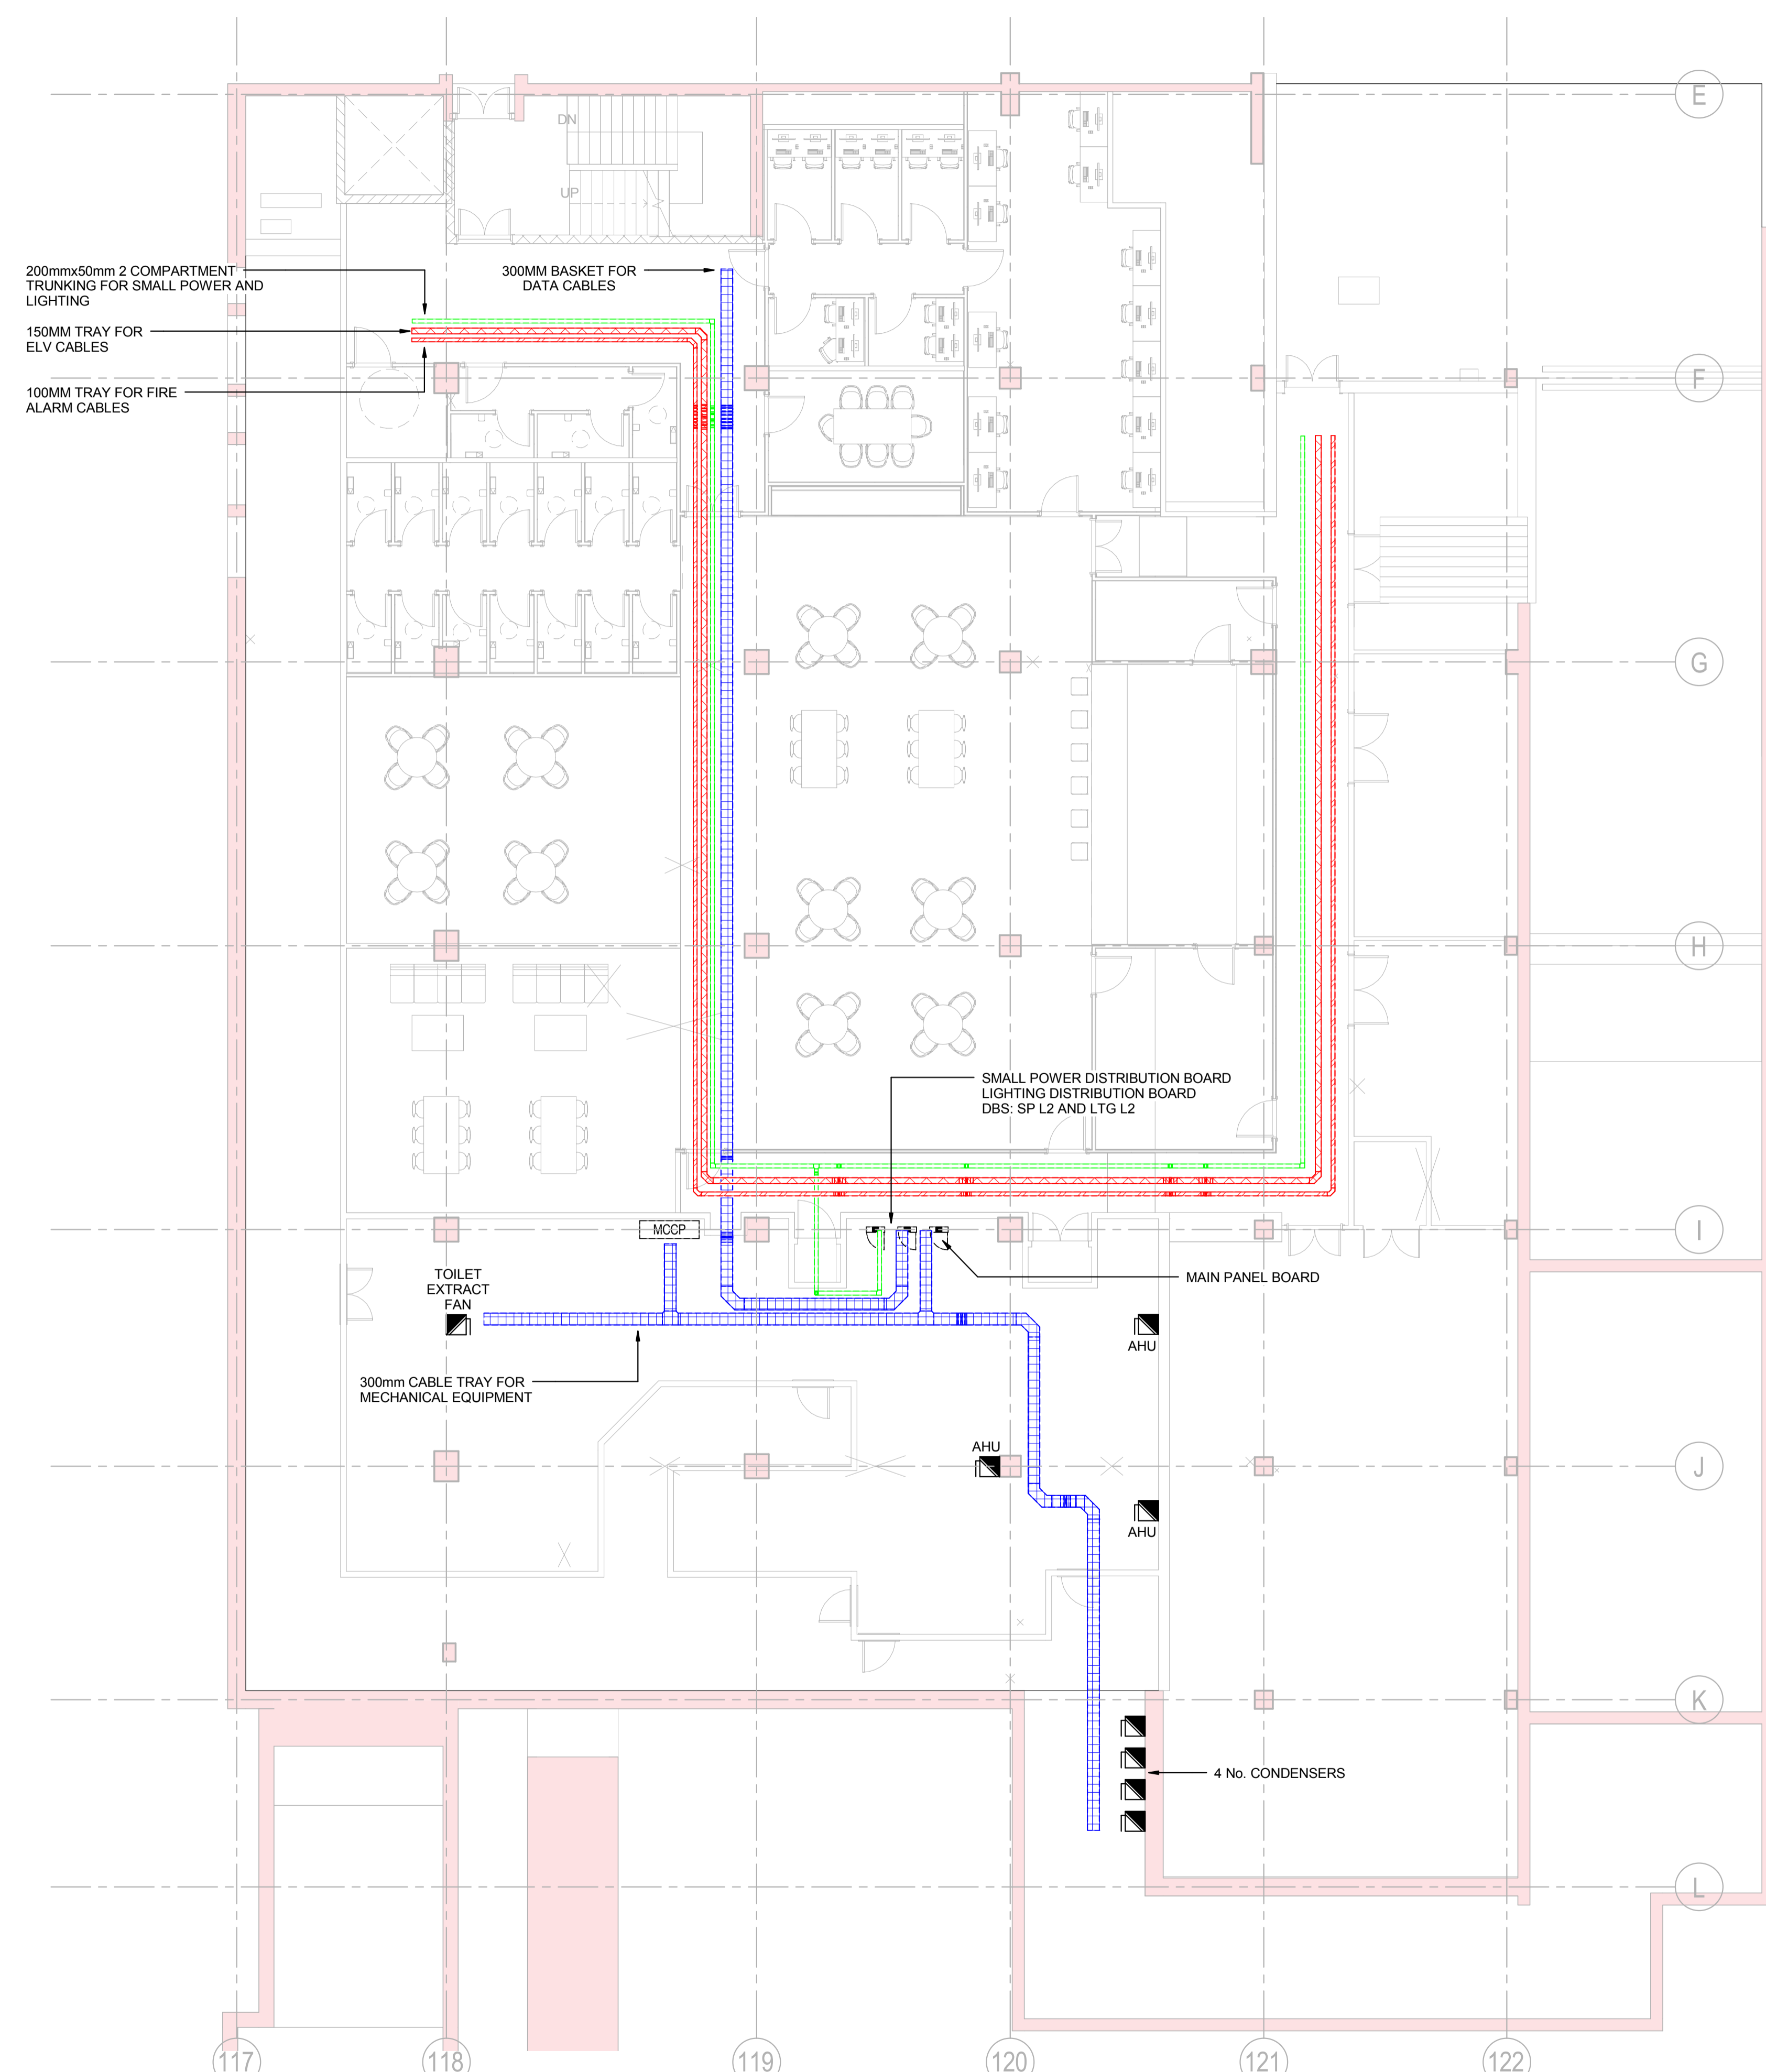 E
DN
UP
200mmx50mm 2 COMPARTMENT
TRUNKING FOR SMALL POWER AND
LIGHTING
300MM BASKET FOR
DATA CABLES
150MM TRAY FOR
ELV CABLES
F
100MM TRAY FOR FIRE
ALARM CABLES
G
H
SMALL POWER DISTRIBUTION BOARD
LIGHTING DISTRIBUTION BOARD
DBS: SP L2 AND LTG L2
MCCP
I
TOILET
EXTRACT
FAN
MAIN PANEL BOARD
AHU
300mm CABLE TRAY FOR
MECHANICAL EQUIPMENT
AHU
J
AHU
K
4 No. CONDENSERS
L
117
118
119
120
121
122